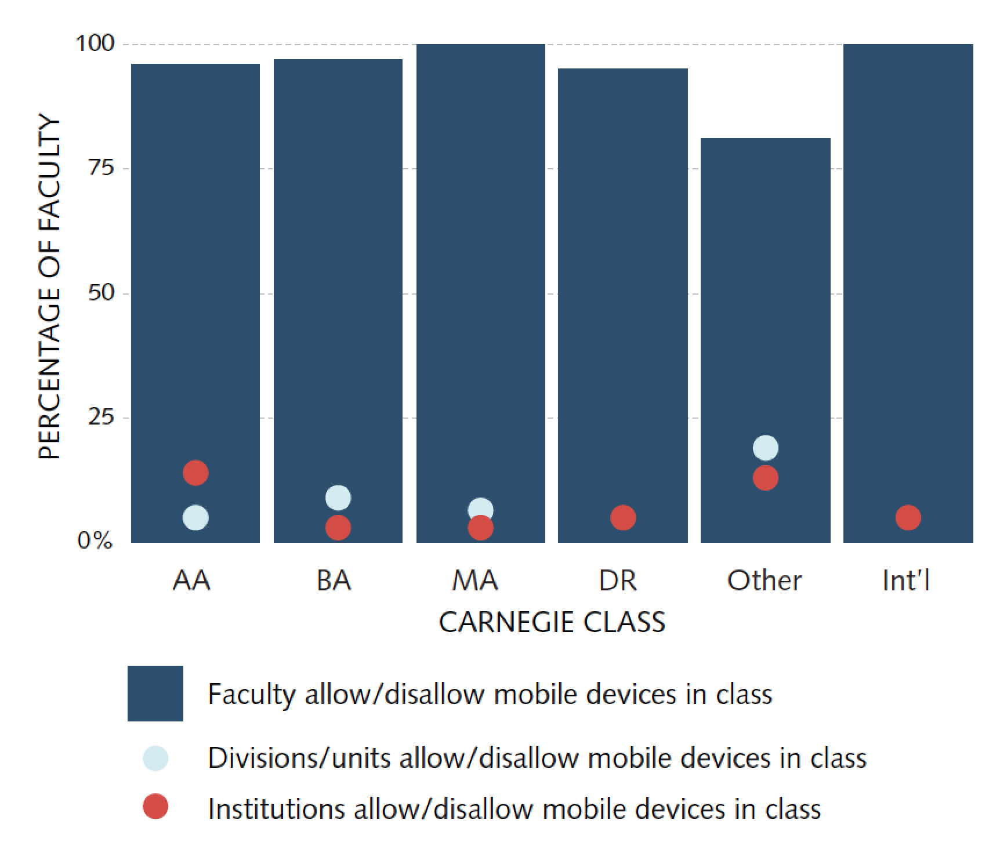 PERCENTAGE OF FACULTY
100
75
50
25
0%
AA BA MA DR Other Int'l
CARNEGIE CLASS
Faculty allow/disallow mobile devices in class
Divisions/units allow/disallow mobile devices in class
Institutions allow/disallow mobile devices in class